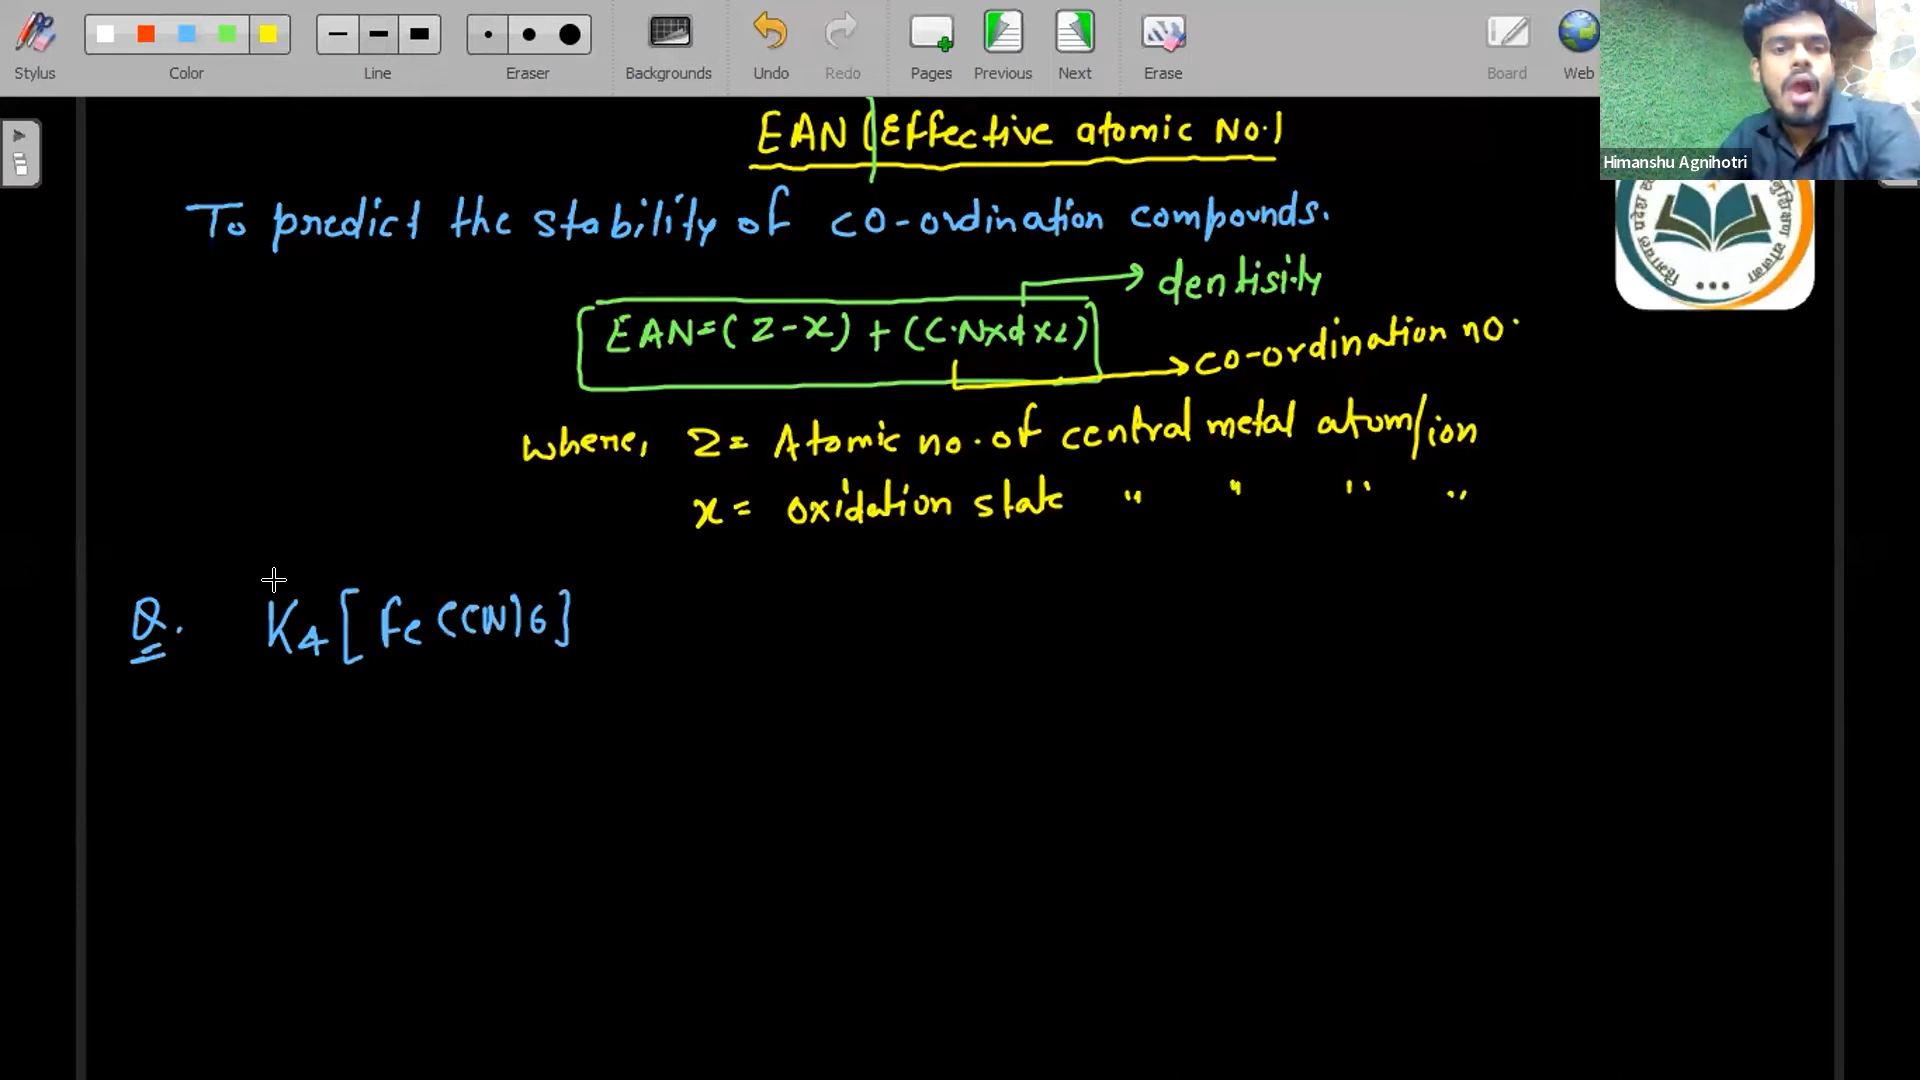 Stylus Color Line Eraser Backgrounds Undo Redo Pages Previous Next Erase Board Web
Himanshu Agnihotri
EAN (Effective atomic No.)
To predict the stability of co-ordination compounds.
dentisity
EAN=(Z-x) + (C.N×d×2)
co-ordination no.
where, Z= Atomic no. of central metal atom/ion
x= oxidation state " " " "
Q. K4[Fe(CN)6]